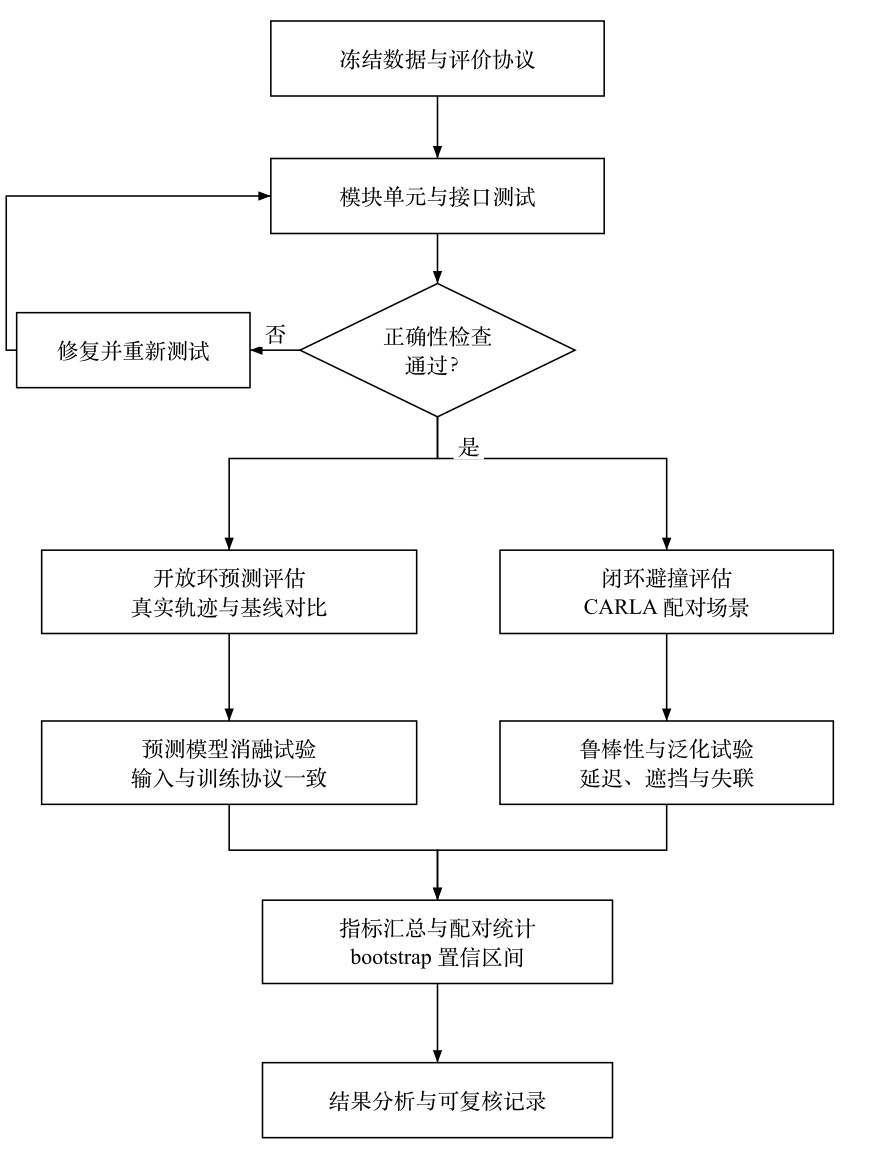 冻结数据与评价协议
模块单元与接口测试
正确性检查
通过?
否
修复并重新测试
是
开放环预测评估
真实轨迹与基线对比
闭环避撞评估
CARLA 配对场景
预测模型消融试验
输入与训练协议一致
鲁棒性与泛化试验
延迟、遮挡与失联
指标汇总与配对统计
bootstrap 置信区间
结果分析与可复核记录